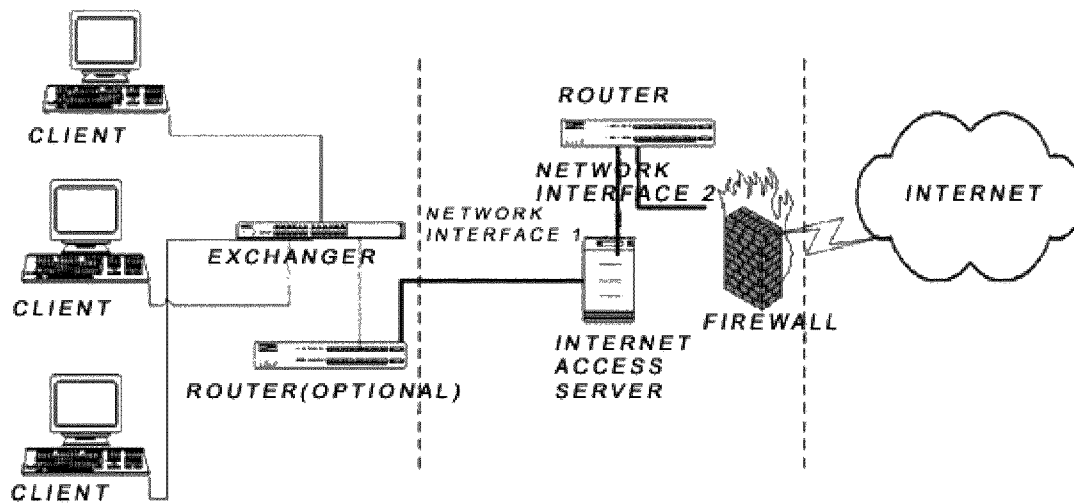 CLIENT
CLIENT
CLIENT
EXCHANGER
ROUTER(OPTIONAL)
NETWORK
INTERFACE 1
ROUTER
NETWORK
INTERFACE 2
INTERNET
ACCESS
SERVER
FIREWALL
INTERNET